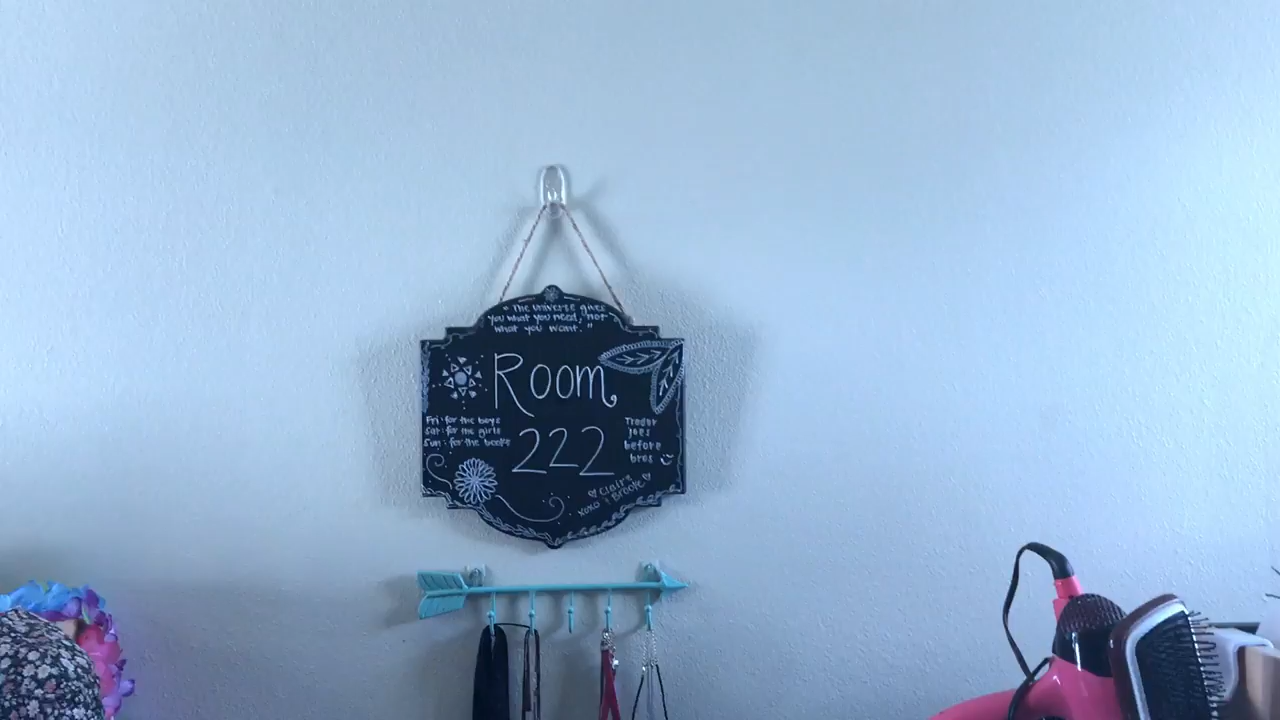 "The universe gives
you what you need, "not"
what you want."
Room
222
Fri: for the boys
Sat: for the girls
Sun: for the books
Trader
Joes
before
bros
Claire
xoxo & Brooke